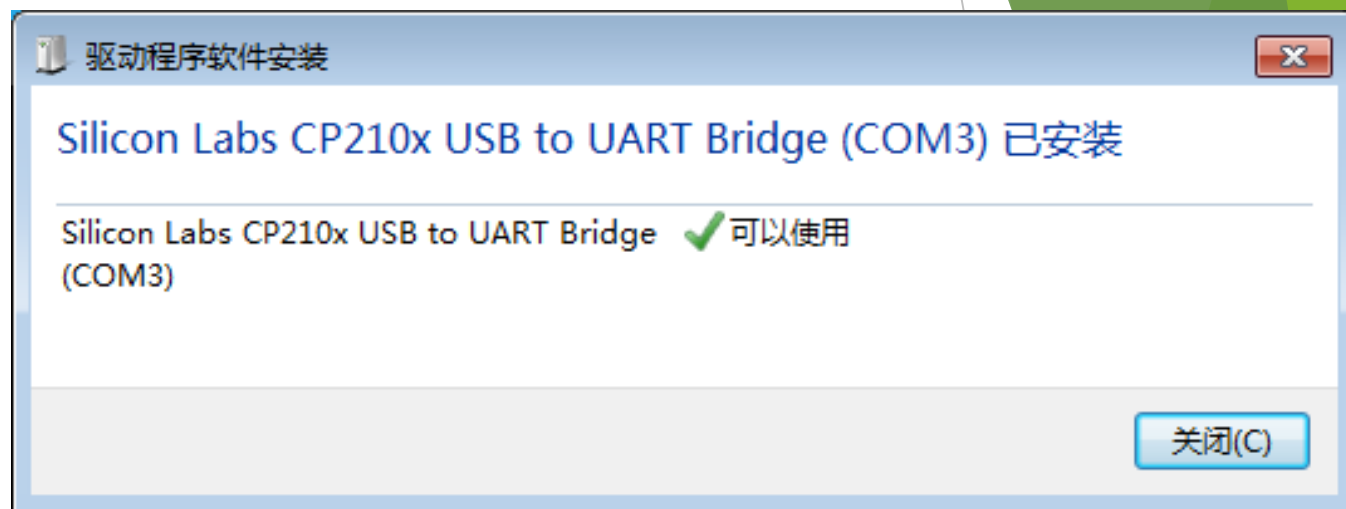 驱动程序软件安装
Silicon Labs CP210x USB to UART Bridge (COM3) 已安装
Silicon Labs CP210x USB to UART Bridge 可以使用
(COM3)
关闭(C)